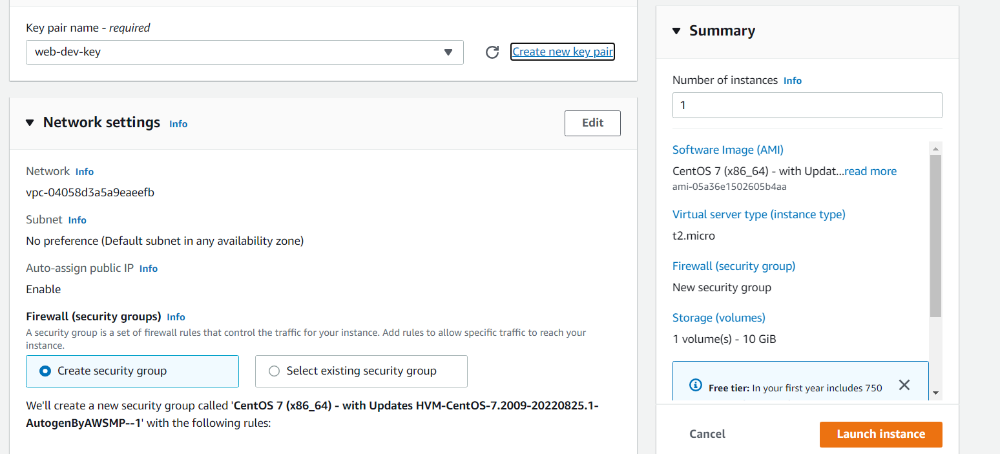 Key pair name - required
web-dev-key
Create new key pair
Network settings Info
Edit
Network Info
vpc-04058d3a5a9eaeefb
Subnet Info
No preference (Default subnet in any availability zone)
Auto-assign public IP Info
Enable
Firewall (security groups) Info
A security group is a set of firewall rules that control the traffic for your instance. Add rules to allow specific traffic to reach your
instance.
Create security group
Select existing security group
We'll create a new security group called 'CentOS 7 (x86_64) - with Updates HVM-CentOS-7.2009-20220825.1-
AutogenByAWSMP--1' with the following rules:
Summary
Number of instances Info
1
Software Image (AMI)
CentOS 7 (x86_64) - with Updat...read more
ami-05a36e1502605b4aa
Virtual server type (instance type)
t2.micro
Firewall (security group)
New security group
Storage (volumes)
1 volume(s) - 10 GiB
Free tier: In your first year includes 750
Cancel
Launch instance